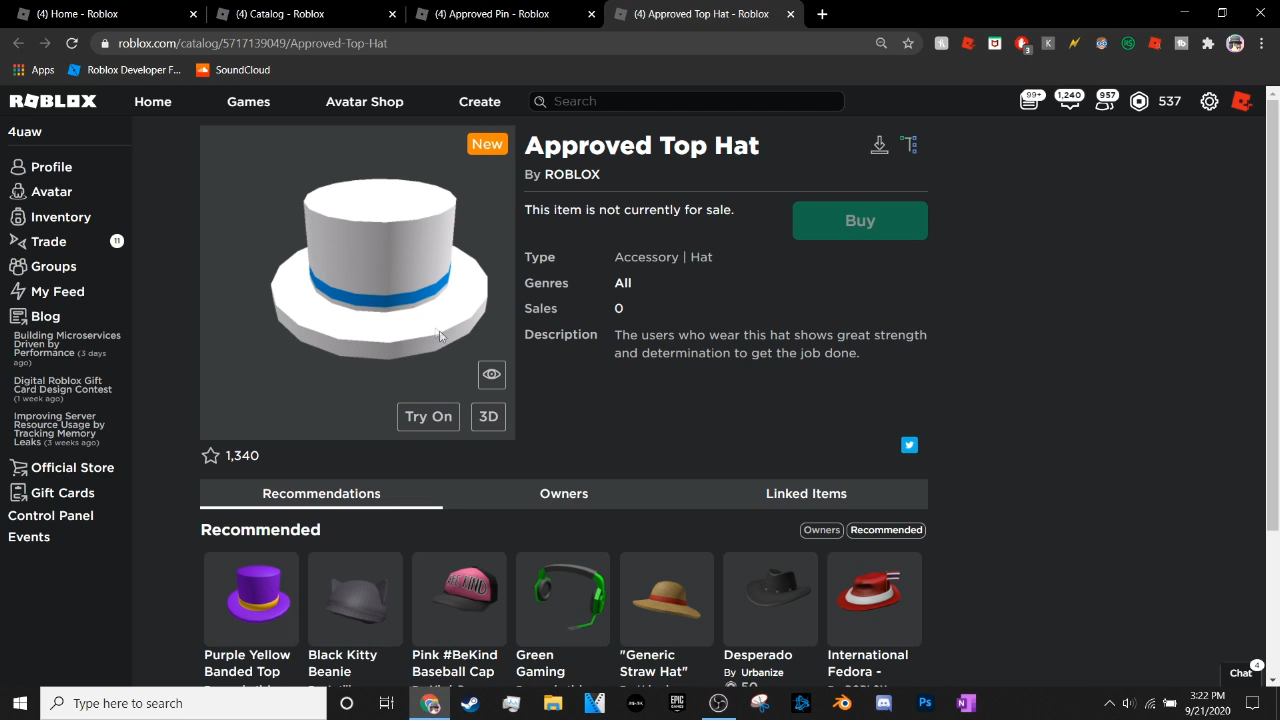 (4) Home - Roblox
(4) Catalog - Roblox
(4) Approved Pin - Roblox
(4) Approved Top Hat - Roblox
roblox.com/catalog/5717139049/Approved-Top-Hat
3
Apps
Roblox Developer F...
SoundCloud
ROBLOX
Home
Games
Avatar Shop
Create
Search
99+
1,240
957
537
4uaw
Profile
Avatar
Inventory
Trade
11
Groups
My Feed
Blog
Building Microservices
Driven by
Performance (3 days
ago)
Digital Roblox Gift
Card Design Contest
(1 week ago)
Improving Server
Resource Usage by
Tracking Memory
Leaks (3 weeks ago)
Official Store
Gift Cards
Control Panel
Events
New
Approved Top Hat
By ROBLOX
This item is not currently for sale.
Buy
Type
Accessory | Hat
Genres
All
Sales
0
Description
The users who wear this hat shows great strength
and determination to get the job done.
Try On
3D
1,340
Recommendations
Owners
Linked Items
Recommended
Owners
Recommended
Purple Yellow
Banded Top
Black Kitty
Beanie
Pink #BeKind
Baseball Cap
Green
Gaming
"Generic
Straw Hat"
Desperado
By Urbanize
International
Fedora -
Chat
4
Type here to search
3:22 PM
9/21/2020